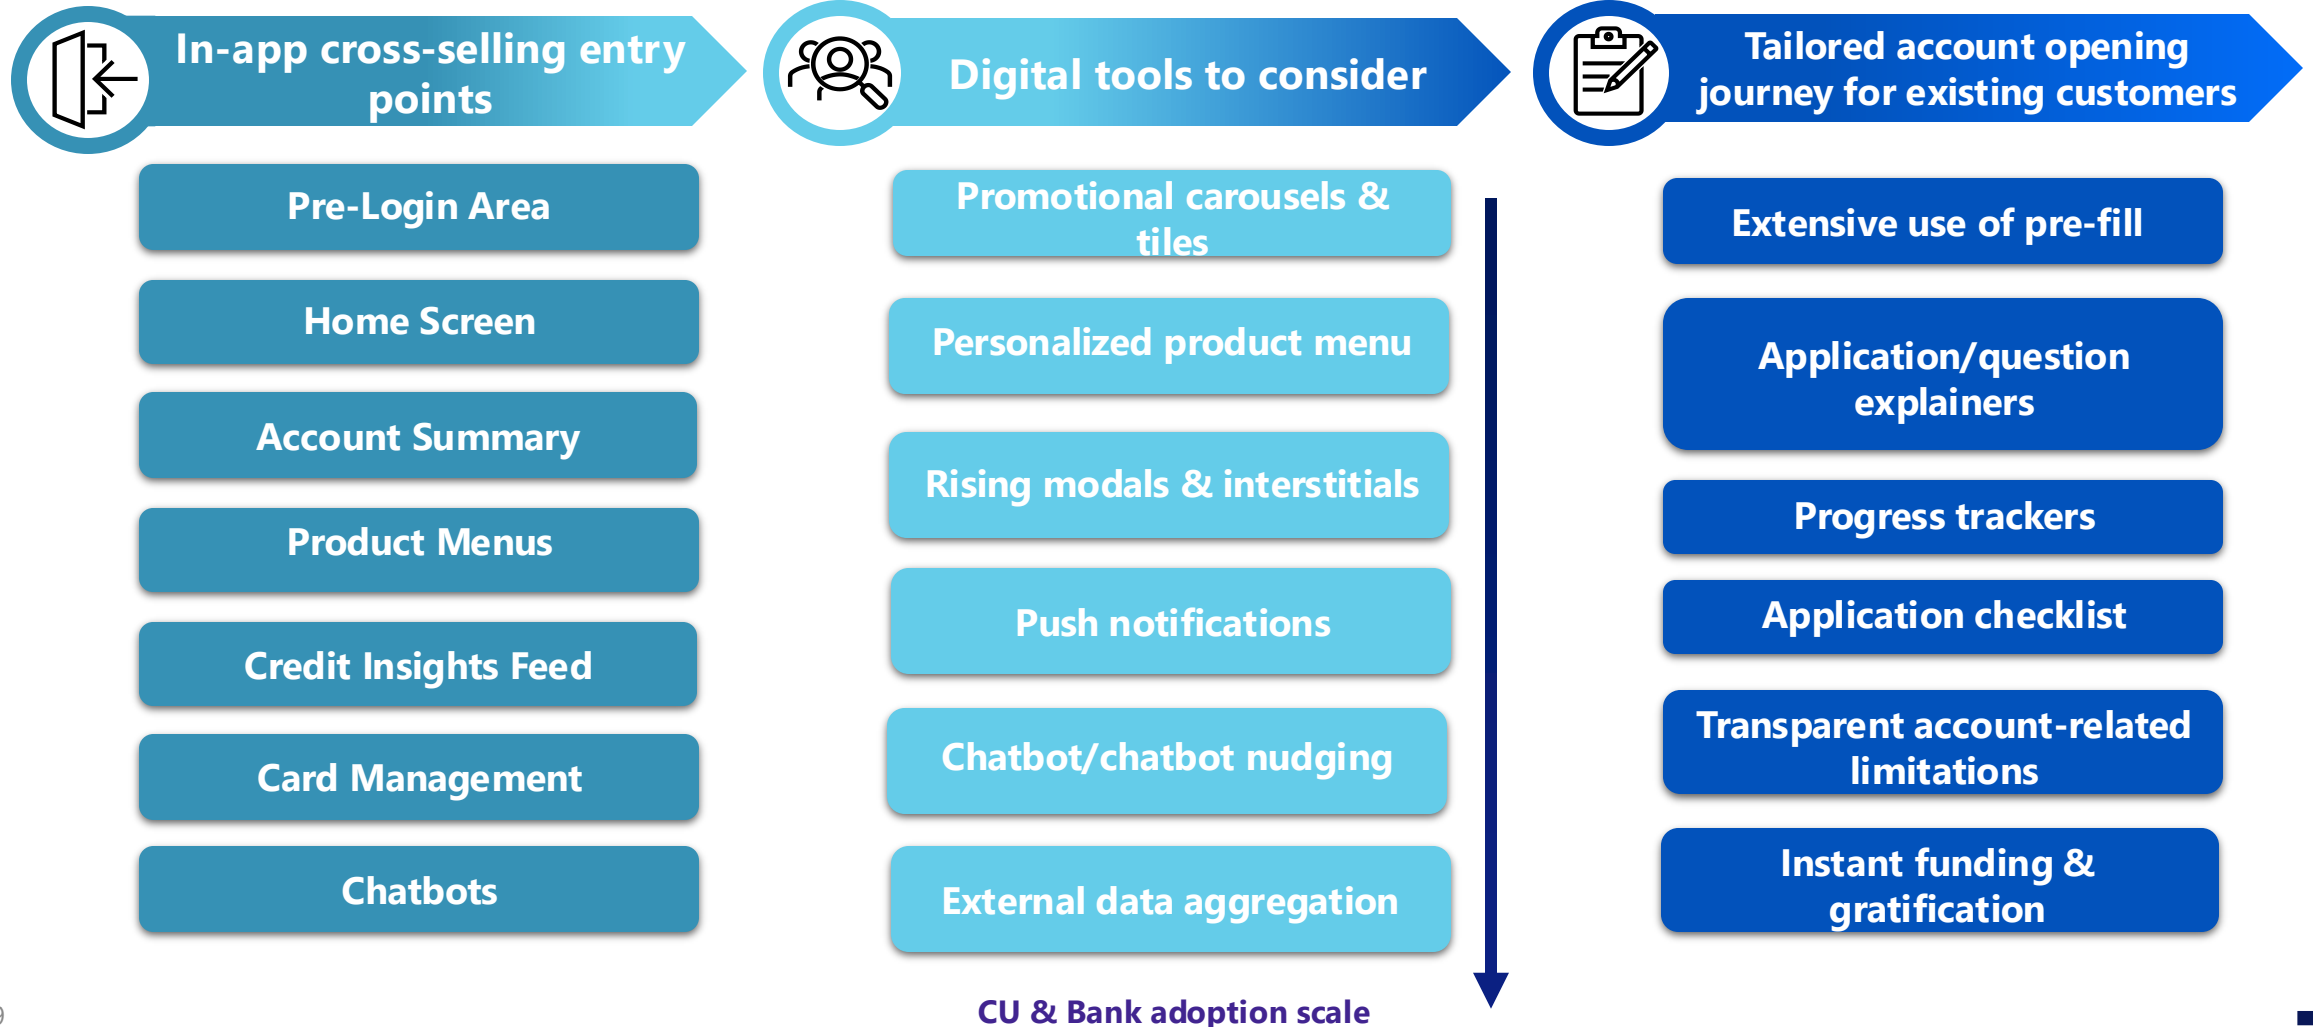 In-app cross-selling entry
points
Pre-Login Area
Home Screen
Account Summary
Product Menus
Credit Insights Feed
Card Management
Chatbots
Digital tools to consider
Promotional carousels &
tiles
Personalized product menu
Rising modals & interstitials
Push notifications
Chatbot/chatbot nudging
External data aggregation
CU & Bank adoption scale
Tailored account opening
journey for existing customers
Extensive use of pre-fill
Application/question
explainers
Progress trackers
Application checklist
Transparent account-related
limitations
Instant funding &
gratification